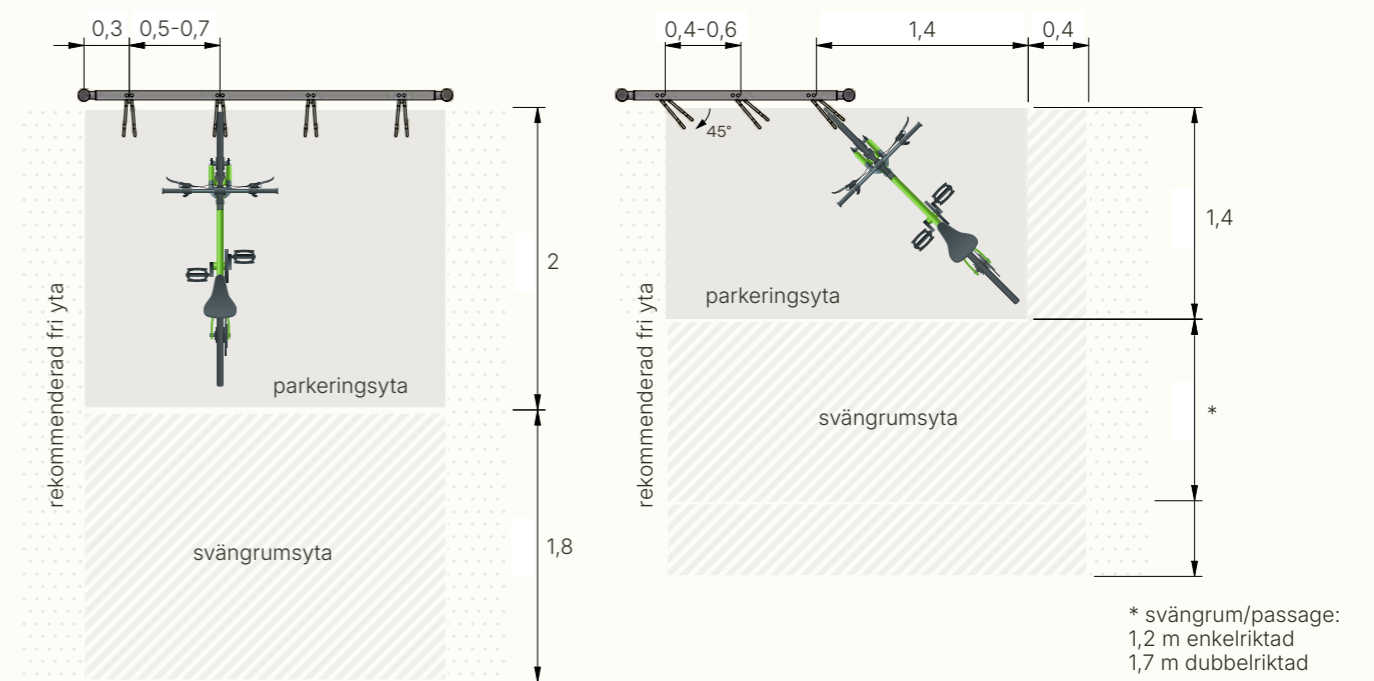 0,3
0,5-0,7
2
parkeringsyta
rekommenderad fri yta
svängrumsyta
1,8
0,4-0,6
1,4
0,4
45°
1,4
parkeringsyta
rekommenderad fri yta
svängrumsyta
*
* svängrum/passage:
1,2 m enkelriktad
1,7 m dubbelriktad